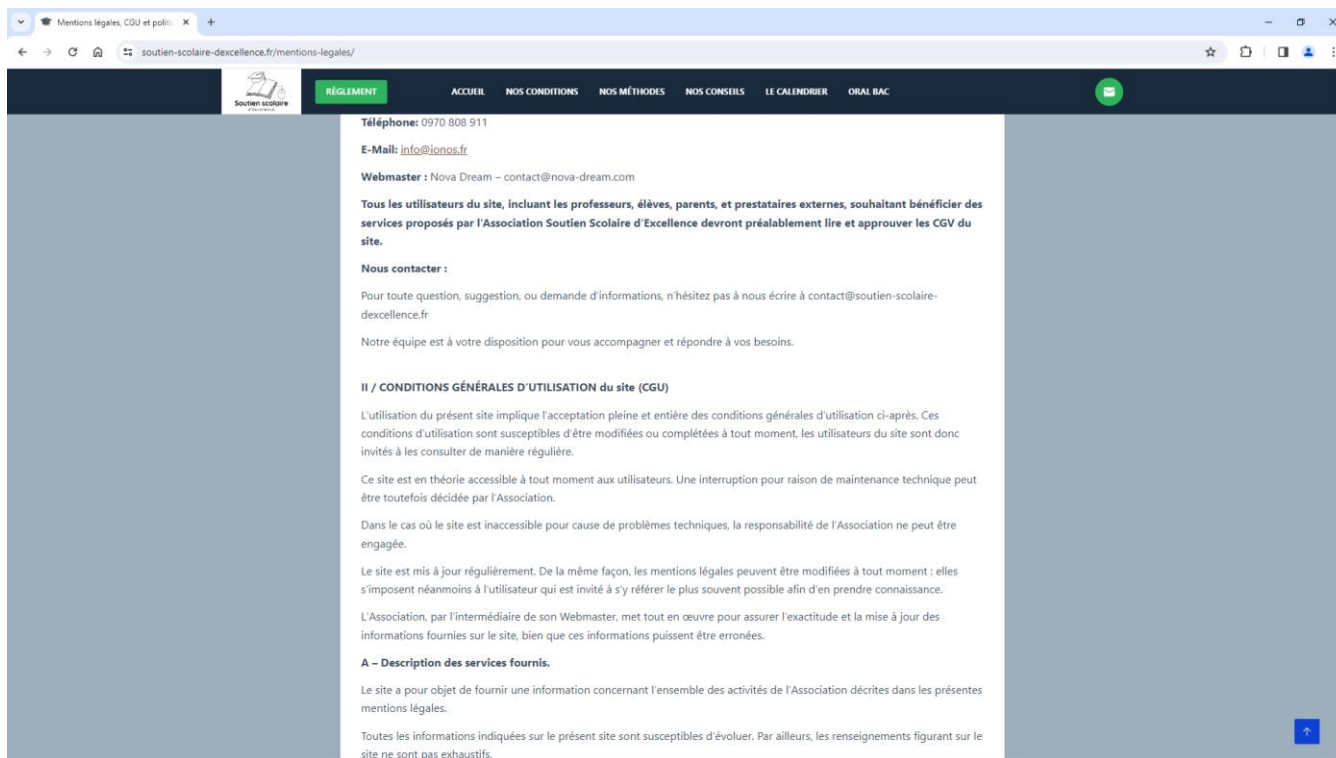 Mentions légales, CGU et politi
soutien-scolaire-dexcellence.fr/mentions-legales/
Soutien scolaire
RÈGLEMENT
ACCUEIL NOS CONDITIONS NOS MÉTHODES NOS CONSEILS LE CALENDRIER ORAL BAC
Téléphone: 0970 808 911
E-Mail: info@ionos.fr
Webmaster : Nova Dream – contact@nova-dream.com
Tous les utilisateurs du site, incluant les professeurs, élèves, parents, et prestataires externes, souhaitant bénéficier des
services proposés par l'Association Soutien Scolaire d'Excellence devront préalablement lire et approuver les CGV du
site.
Nous contacter :
Pour toute question, suggestion, ou demande d'informations, n'hésitez pas à nous écrire à contact@soutien-scolaire-
dexcellence.fr
Notre équipe est à votre disposition pour vous accompagner et répondre à vos besoins.
II / CONDITIONS GÉNÉRALES D'UTILISATION du site (CGU)
L'utilisation du présent site implique l'acceptation pleine et entière des conditions générales d'utilisation ci-après. Ces
conditions d'utilisation sont susceptibles d'être modifiées ou complétées à tout moment, les utilisateurs du site sont donc
invités à les consulter de manière régulière.
Ce site est en théorie accessible à tout moment aux utilisateurs. Une interruption pour raison de maintenance technique peut
être toutefois décidée par l'Association.
Dans le cas où le site est inaccessible pour cause de problèmes techniques, la responsabilité de l'Association ne peut être
engagée.
Le site est mis à jour régulièrement. De la même façon, les mentions légales peuvent être modifiées à tout moment : elles
s'imposent néanmoins à l'utilisateur qui est invité à s'y référer le plus souvent possible afin d'en prendre connaissance.
L'Association, par l'intermédiaire de son Webmaster, met tout en œuvre pour assurer l'exactitude et la mise à jour des
informations fournies sur le site, bien que ces informations puissent être erronées.
A – Description des services fournis.
Le site a pour objet de fournir une information concernant l'ensemble des activités de l'Association décrites dans les présentes
mentions légales.
Toutes les informations indiquées sur le présent site sont susceptibles d'évoluer. Par ailleurs, les renseignements figurant sur le
site ne sont pas exhaustifs.